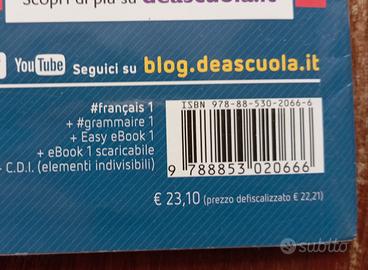 Scopri di più su deascuola.it
YouTube Seguici su blog.deascuola.it
#français 1
+ #grammaire 1
+ Easy eBook 1
+ eBook 1 scaricabile
+ C.D.I. (elementi indivisibili)
ISBN 978-88-530-2066-6
9 788853 020666
€ 23,10 (prezzo defiscalizzato € 22,21)
subito